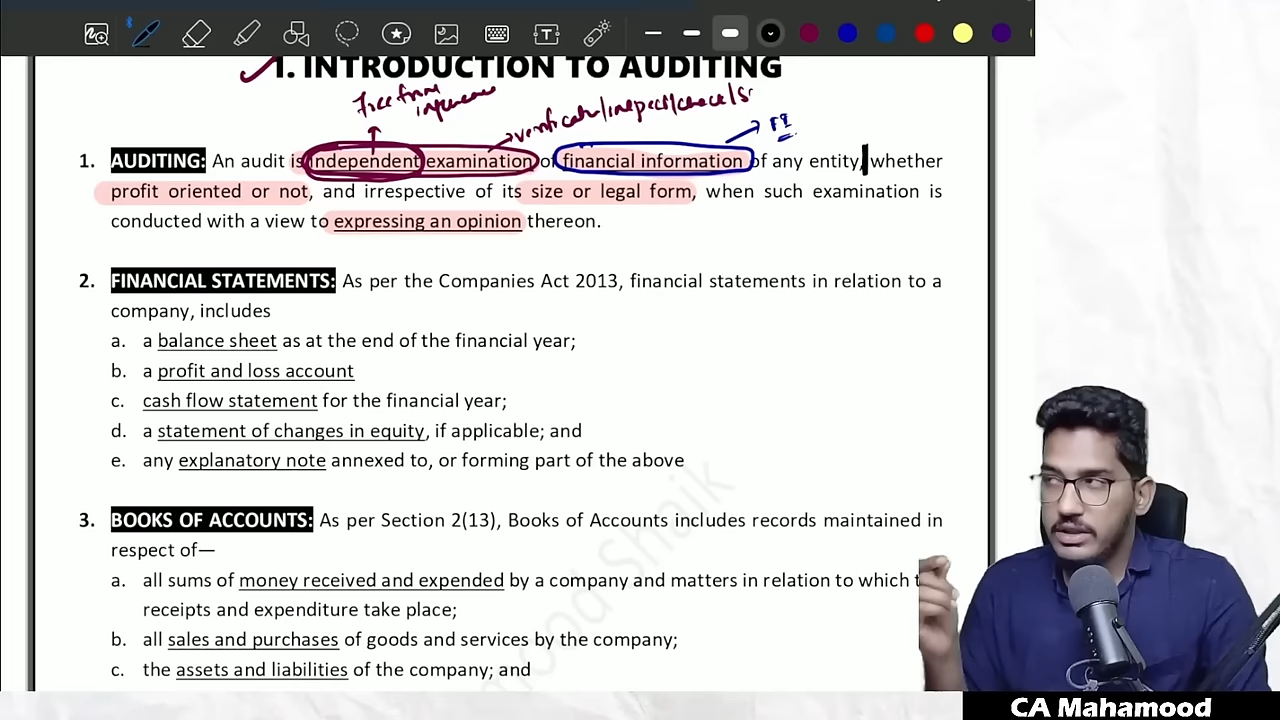 1. INTRODUCTION TO AUDITING
Free from
influence
verification/inspect/check/S
FI
1. AUDITING: An audit is independent examination of financial information of any entity, whether
profit oriented or not, and irrespective of its size or legal form, when such examination is
conducted with a view to expressing an opinion thereon.
2. FINANCIAL STATEMENTS: As per the Companies Act 2013, financial statements in relation to a
company, includes
a. a balance sheet as at the end of the financial year;
b. a profit and loss account
c. cash flow statement for the financial year;
d. a statement of changes in equity, if applicable; and
e. any explanatory note annexed to, or forming part of the above
3. BOOKS OF ACCOUNTS: As per Section 2(13), Books of Accounts includes records maintained in
respect of—
a. all sums of money received and expended by a company and matters in relation to which t
receipts and expenditure take place;
b. all sales and purchases of goods and services by the company;
c. the assets and liabilities of the company; and
mood Shaik
CA Mahamood